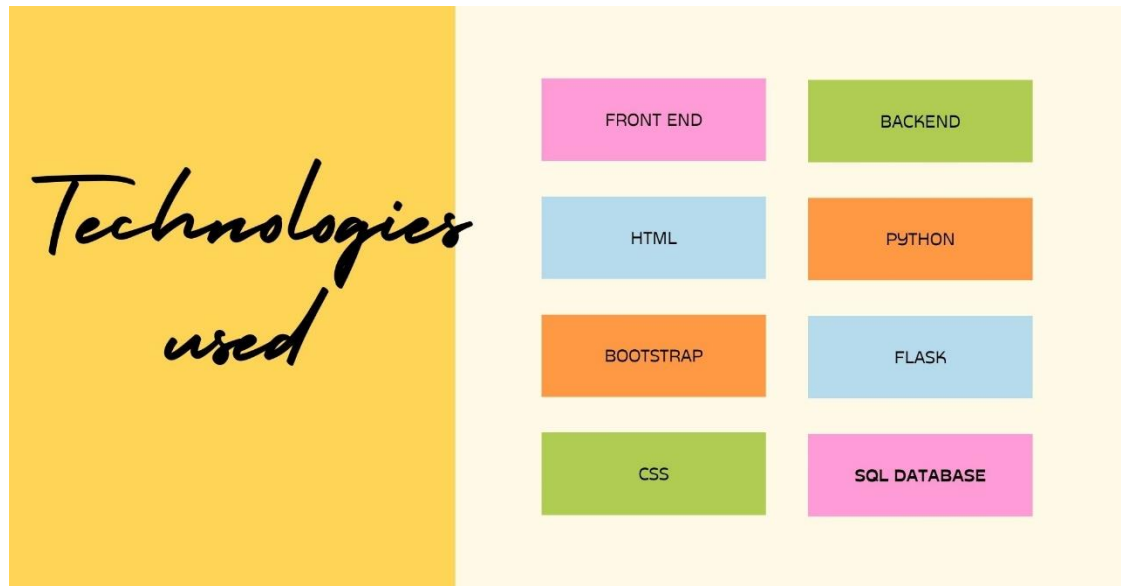 Technologies
used
FRONT END
HTML
BOOTSTRAP
CSS
BACKEND
PYTHON
FLASK
SQL DATABASE